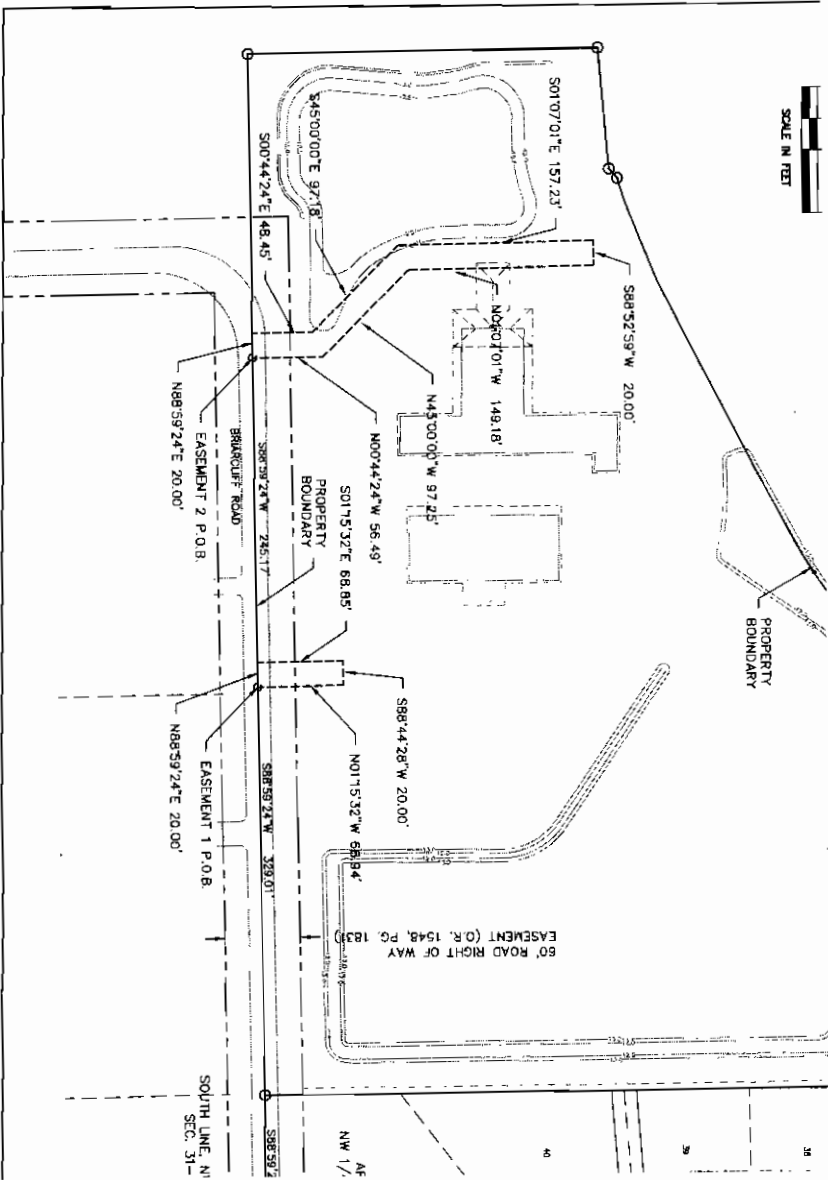 SCALE IN FEET
S01°07'01"E 157.23'
S88°52'59"W 20.00'
S45°00'00"E 97.18'
S00°44'24"E 48.45'
N01°07'01"W 149.18'
N45°00'00"W 97.25'
N00°44'24"W 56.49'
N88°59'24"E 20.00'
EASEMENT 2 P.O.B.
BRIARCLIFF ROAD
S88°59'24"W 245.17'
PROPERTY
BOUNDARY
S01°15'32"E 68.85'
PROPERTY
BOUNDARY
S88°44'28"W 20.00'
N01°15'32"W 68.94'
EASEMENT 1 P.O.B.
N88°59'24"E 20.00'
S88°59'24"W 329.01'
60' ROAD RIGHT OF WAY
EASEMENT (O.R. 1548, PG. 1831)
SOUTH LINE, N
SEC. 31-
S88°59'2
NW 1/
40
39
38